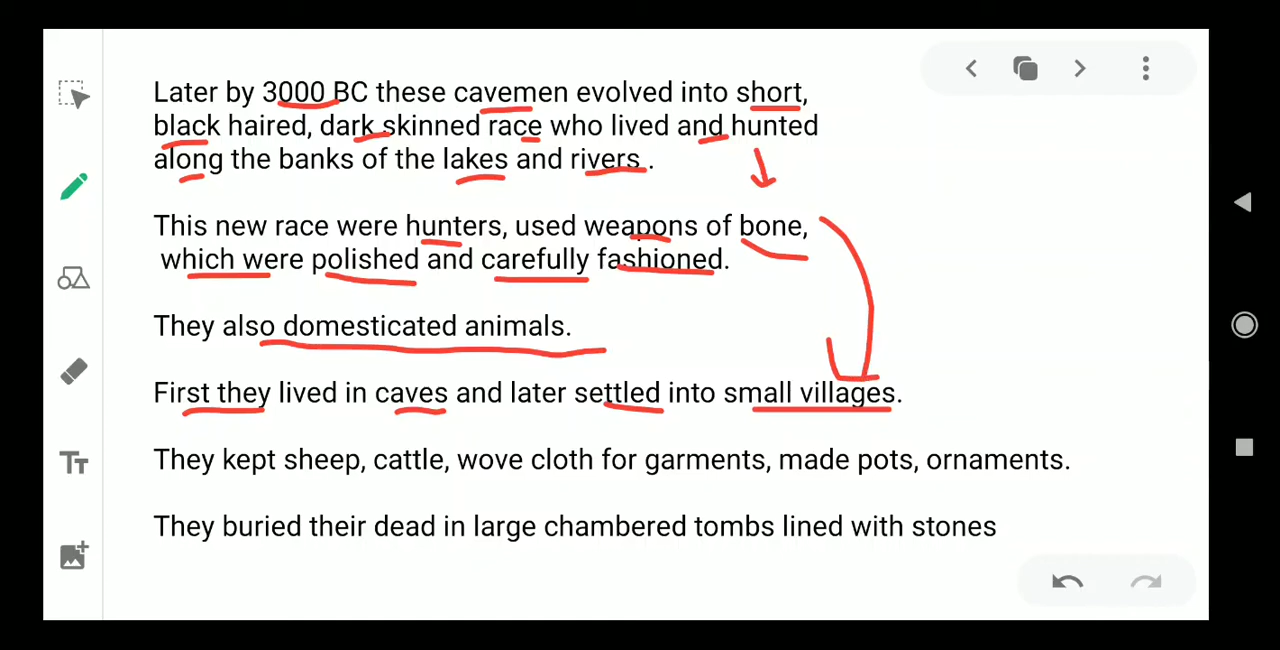 Later by 3000 BC these cavemen evolved into short,
black haired, dark skinned race who lived and hunted
along the banks of the lakes and rivers .
This new race were hunters, used weapons of bone,
which were polished and carefully fashioned.
They also domesticated animals.
First they lived in caves and later settled into small villages.
They kept sheep, cattle, wove cloth for garments, made pots, ornaments.
They buried their dead in large chambered tombs lined with stones